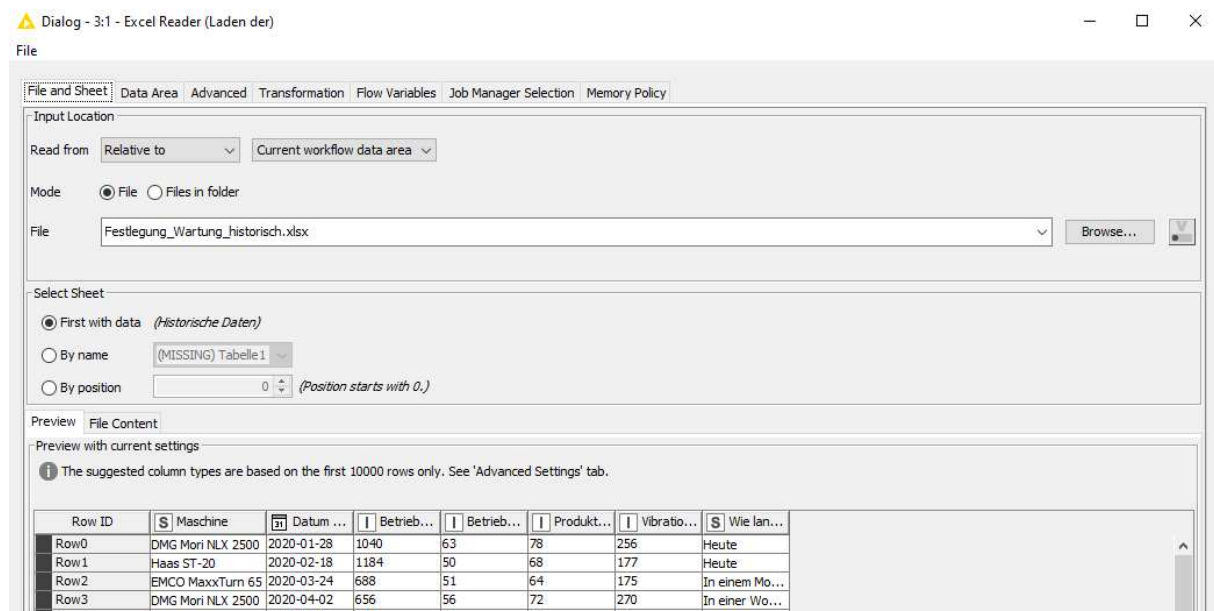 Dialog - 3:1 - Excel Reader (Laden der)
File
File and Sheet Data Area Advanced Transformation Flow Variables Job Manager Selection Memory Policy
Input Location
Read from Relative to Current workflow data area
Mode File Files in folder
File Festlegung_Wartung_historisch.xlsx Browse...
Select Sheet
First with data (Historische Daten)
By name (MISSING) Tabelle1
By position 0 (Position starts with 0.)
Preview File Content
Preview with current settings
The suggested column types are based on the first 10000 rows only. See 'Advanced Settings' tab.
Row ID S Maschine 31 Datum ... I Betrieb... I Betrieb... I Produkt... I Vibratio... S Wie lan...
Row0 DMG Mori NLX 2500 2020-01-28 1040 63 78 256 Heute
Row1 Haas ST-20 2020-02-18 1184 50 68 177 Heute
Row2 EMCO MaxxTurn 65 2020-03-24 688 51 64 175 In einem Mo...
Row3 DMG Mori NLX 2500 2020-04-02 656 56 72 270 In einer Wo...